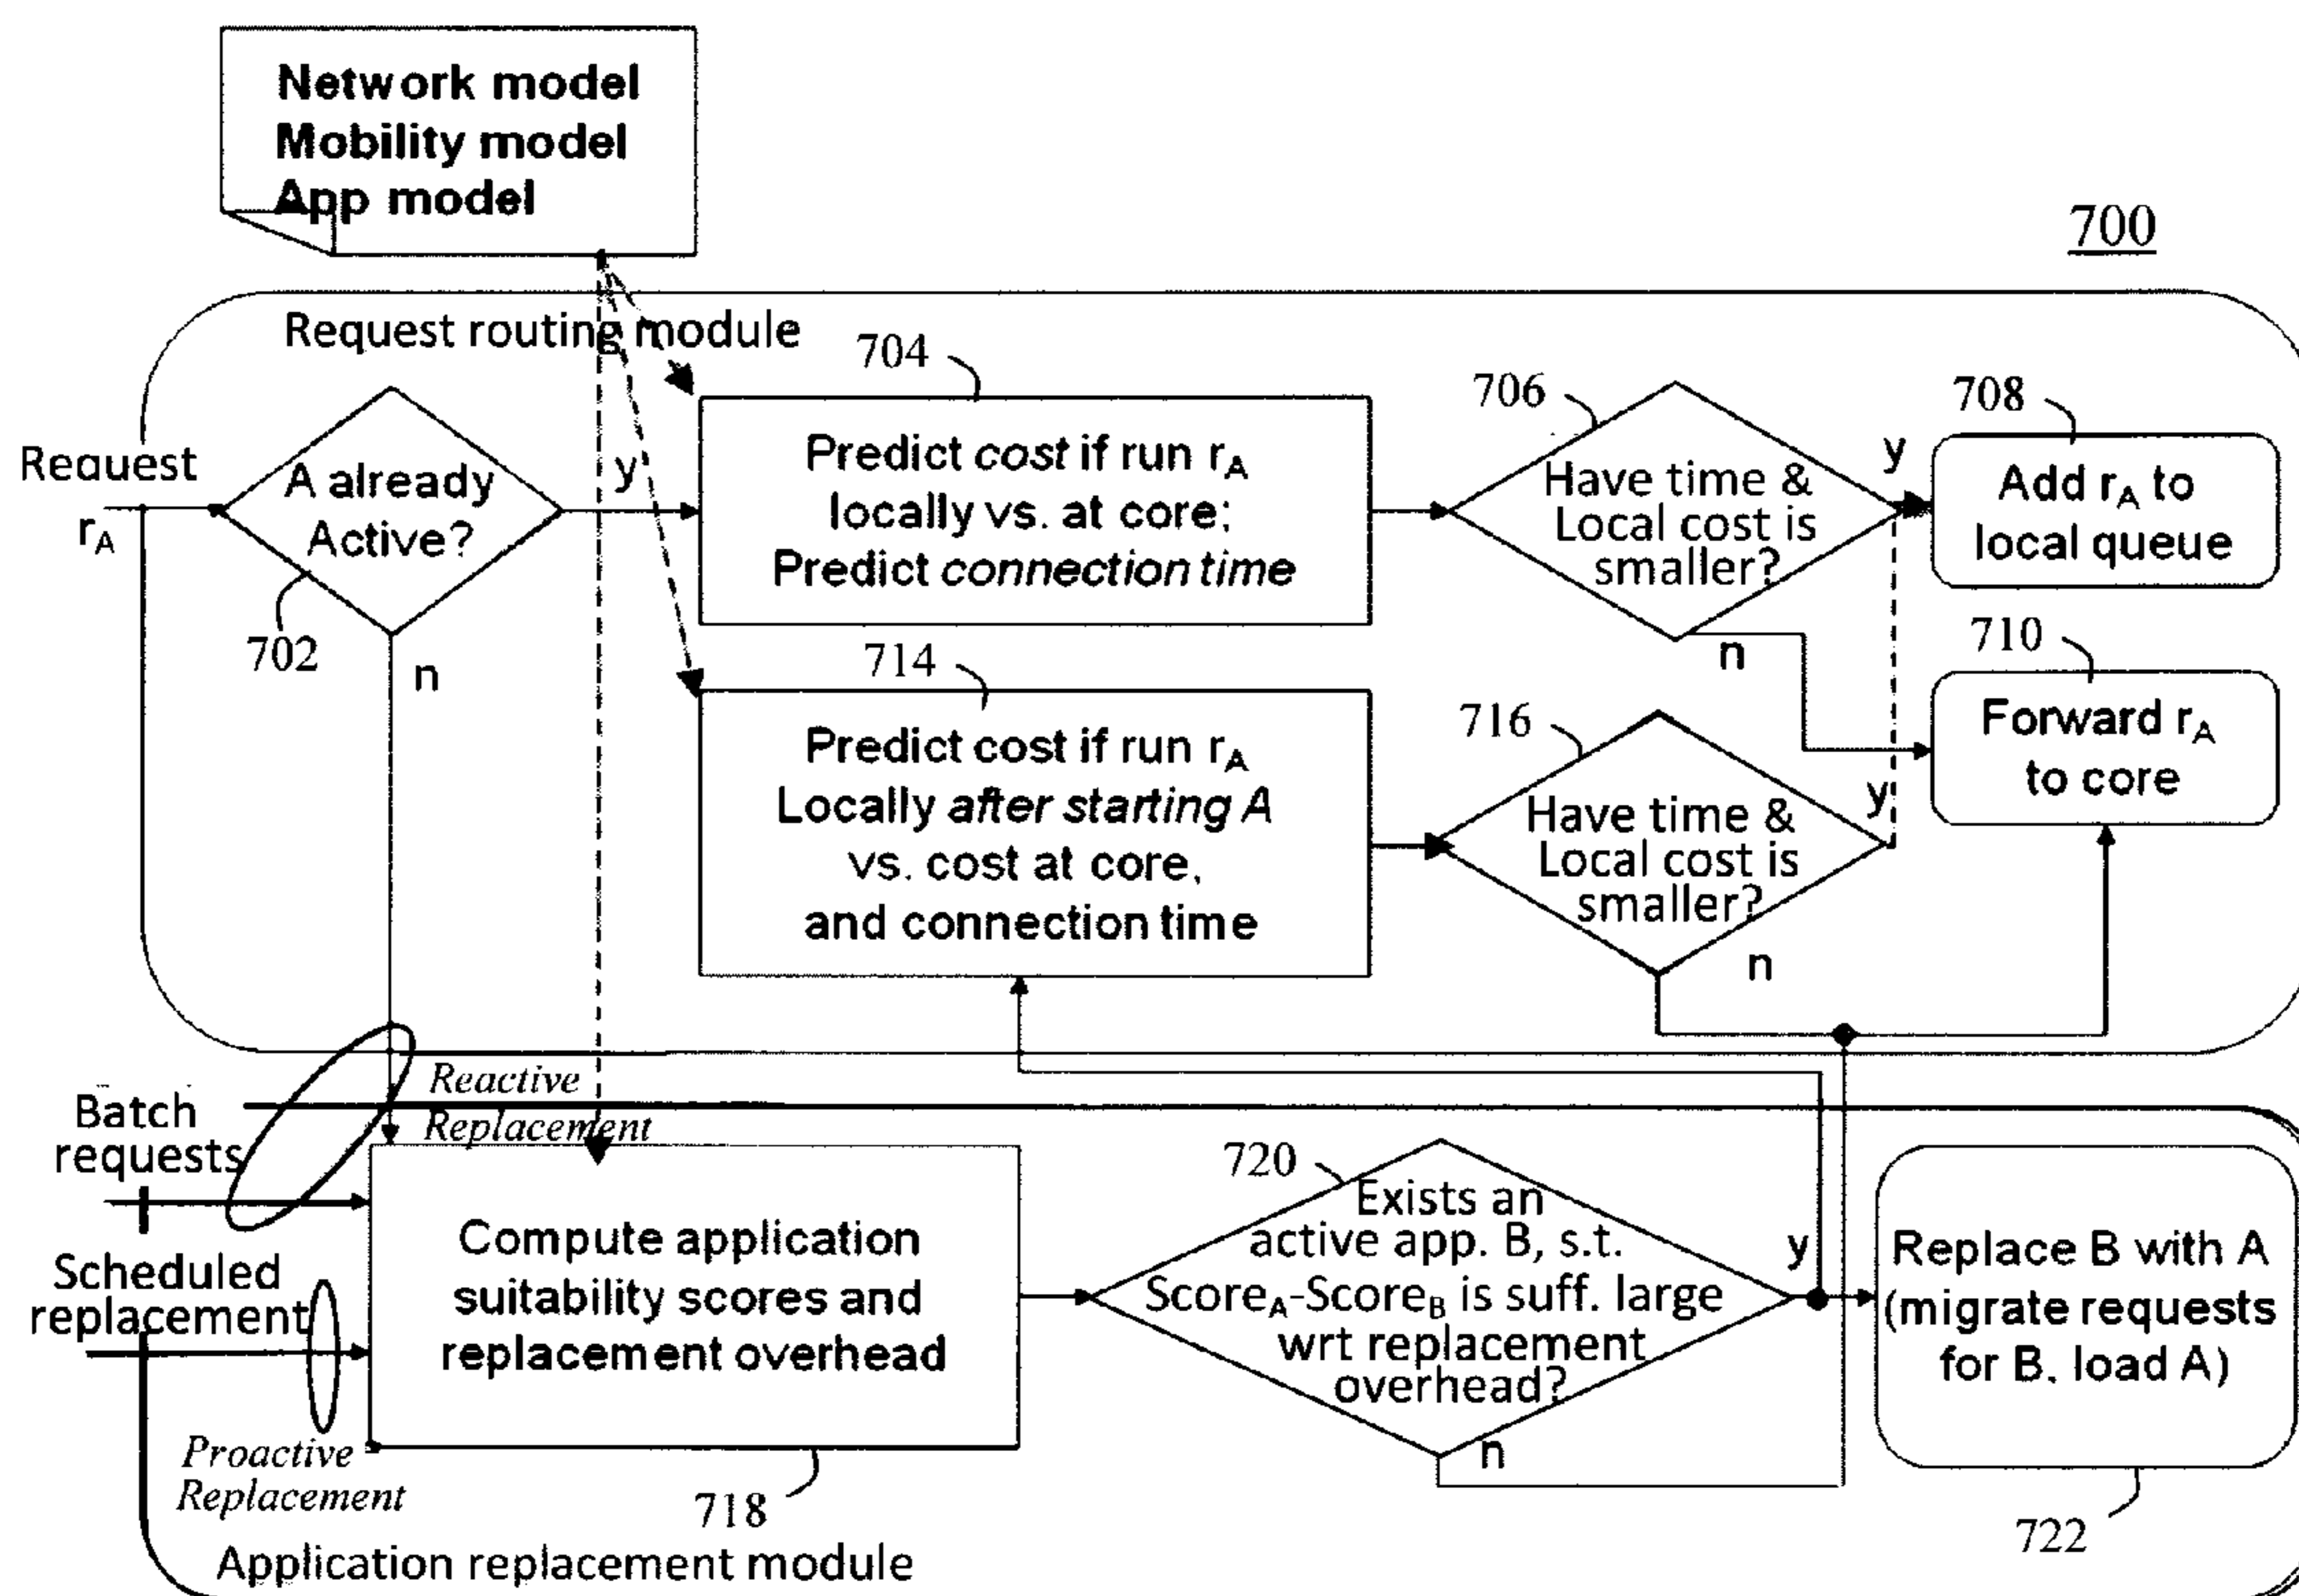 Network model
Mobility model
App model
700
Request routing module
704
706
708
Request
rA
A already
Active?
y
Predict cost if run rA
locally vs. at core;
Predict connection time
Have time &
Local cost is
smaller?
y
Add rA to
local queue
702
n
n
710
714
716
Predict cost if run rA
Locally after starting A
vs. cost at core,
and connection time
Have time &
Local cost is
smaller?
y
n
Forward rA
to core
Reactive
Replacement
Batch
requests
Scheduled
replacement
Proactive
Replacement
Compute application
suitability scores and
replacement overhead
718
720
Exists an
active app. B, s.t.
ScoreA-ScoreB is suff. large
wrt replacement
overhead?
y
n
Replace B with A
(migrate requests
for B, load A)
722
Application replacement module